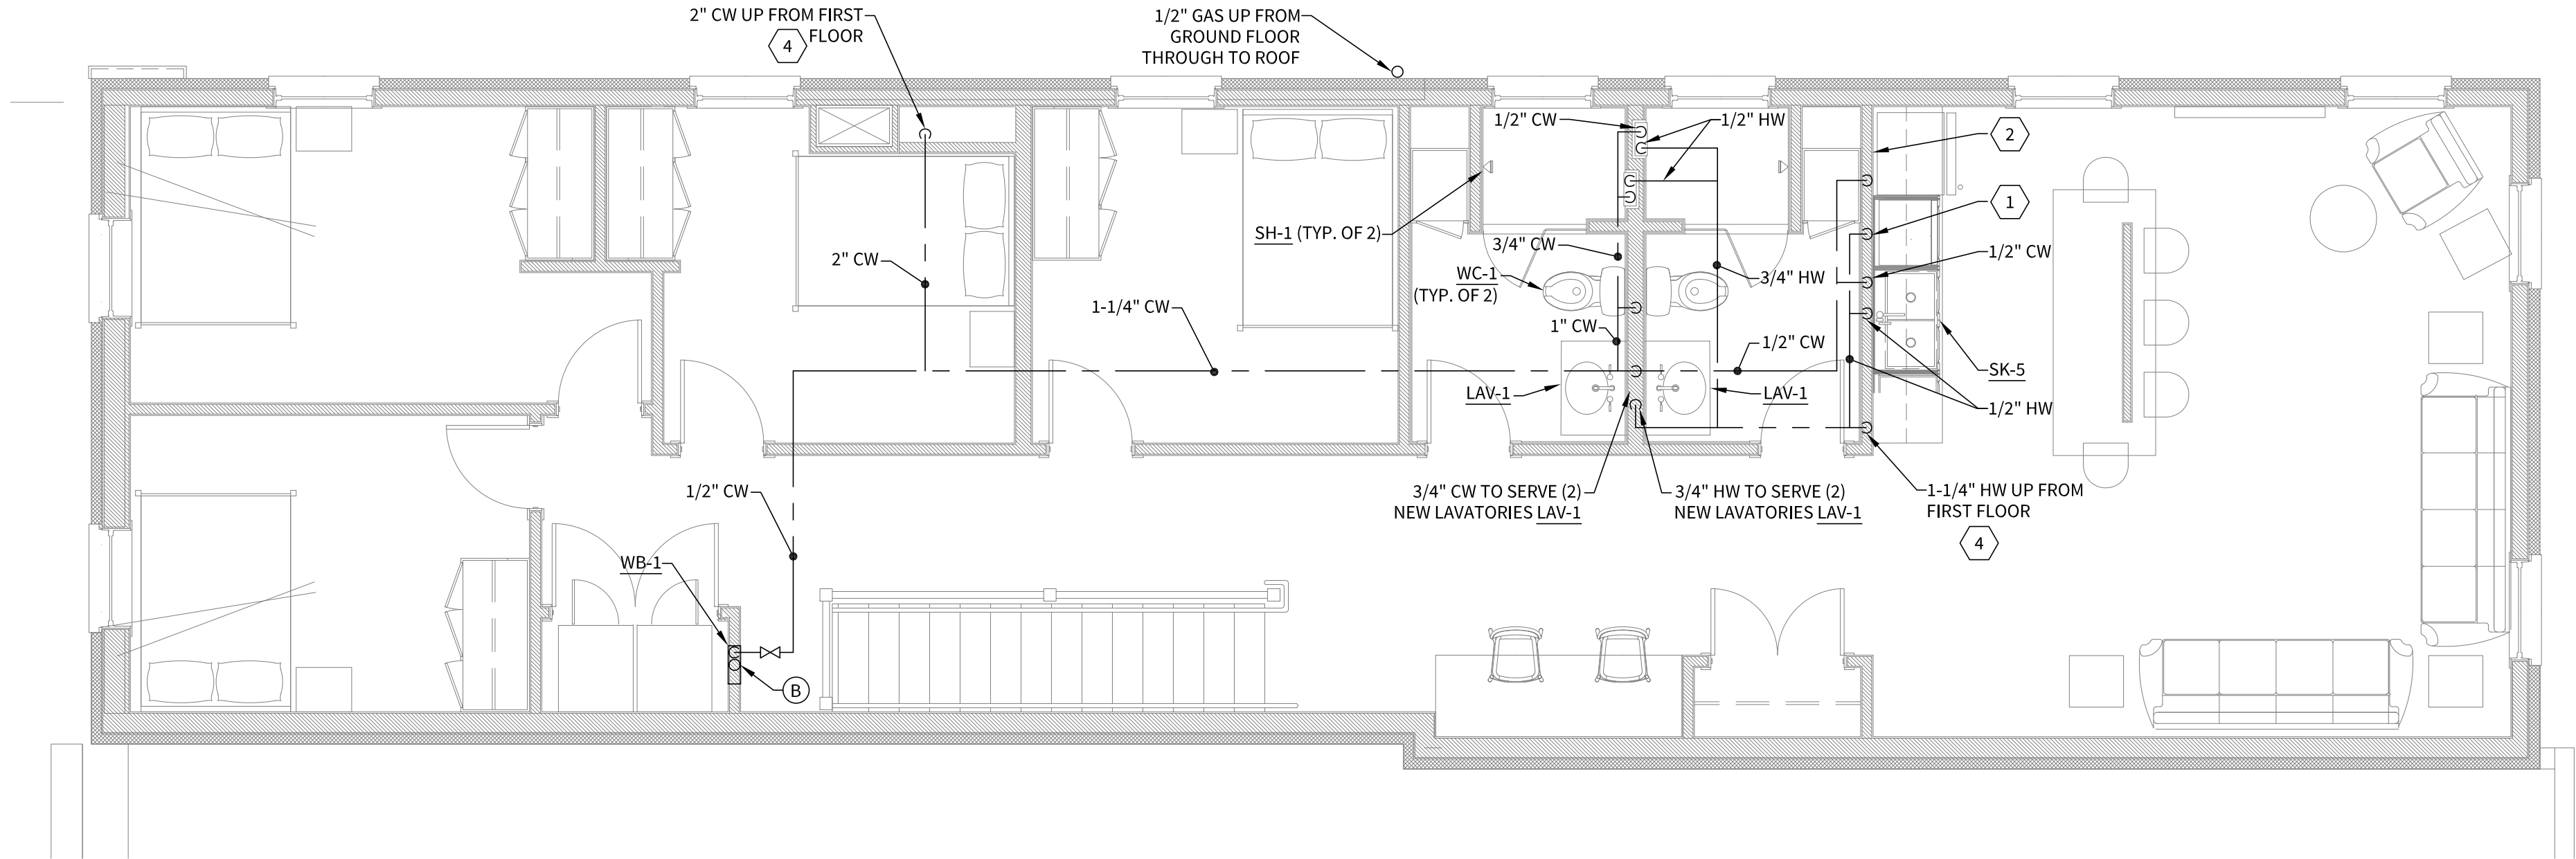 2" CW UP FROM FIRST
FLOOR
4
1/2" GAS UP FROM
GROUND FLOOR
THROUGH TO ROOF
1/2" CW
1/2" HW
2
1
SH-1 (TYP. OF 2)
3/4" CW
1/2" CW
2" CW
WC-1
(TYP. OF 2)
3/4" HW
1-1/4" CW
1" CW
1/2" CW
SK-5
LAV-1
LAV-1
1/2" HW
1/2" CW
3/4" CW TO SERVE (2)
NEW LAVATORIES LAV-1
3/4" HW TO SERVE (2)
NEW LAVATORIES LAV-1
1-1/4" HW UP FROM
FIRST FLOOR
4
WB-1
B